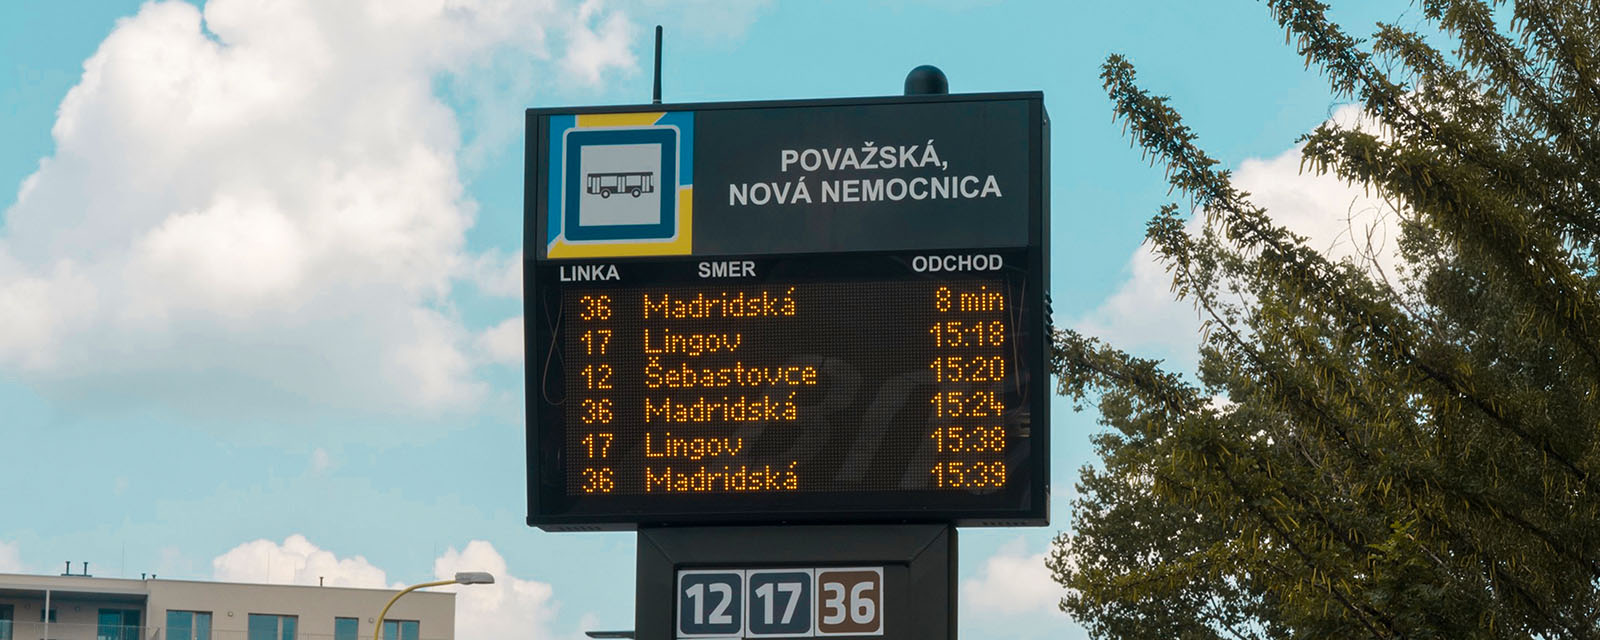 POVAŽSKÁ,
NOVÁ NEMOCNICA
LINKA SMER ODCHOD
36 Madridská 8 min
17 Lingov 15:18
12 Šebastovce 15:20
36 Madridská 15:24
17 Lingov 15:38
36 Madridská 15:39
12 17 36